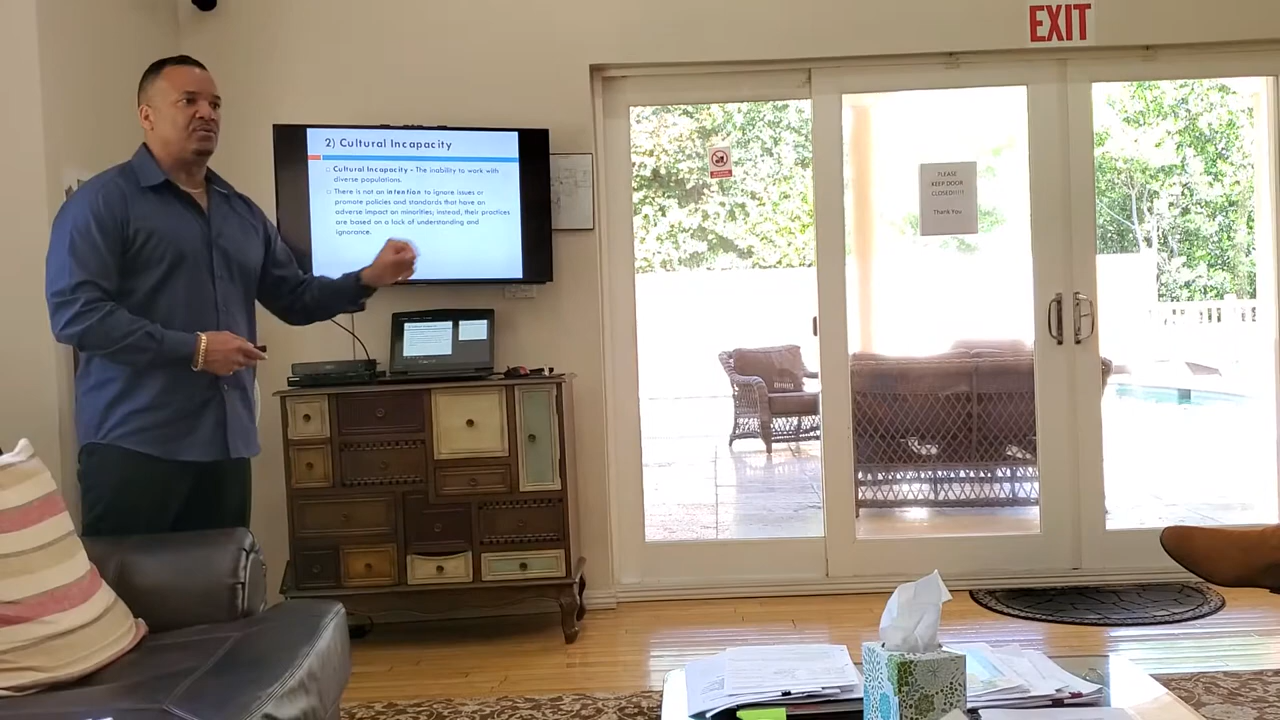 EXIT
2) Cultural Incapacity
Cultural Incapacity - The inability to work with
diverse populations.
There is not an intention to ignore issues or
promote policies and standards that have an
adverse impact on minorities; instead, their practices
are based on a lack of understanding and
ignorance.
PLEASE
KEEP DOOR
CLOSED!!!!!
Thank You